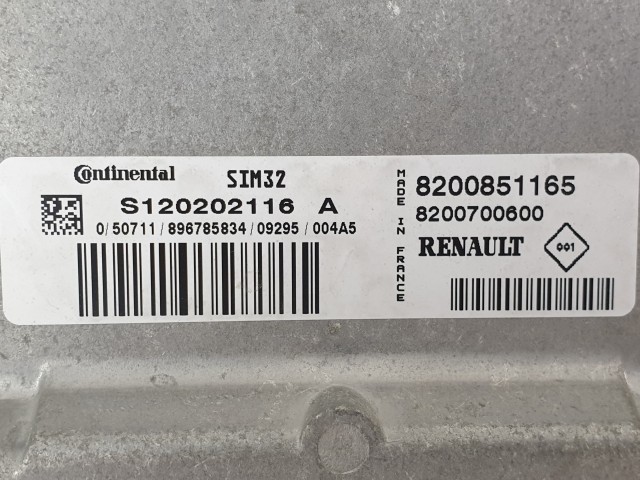 Continental SIM32
S120202116 A
0/50711/896785834/09295/004A5
MADE IN FRANCE
8200851165
8200700600
RENAULT 001